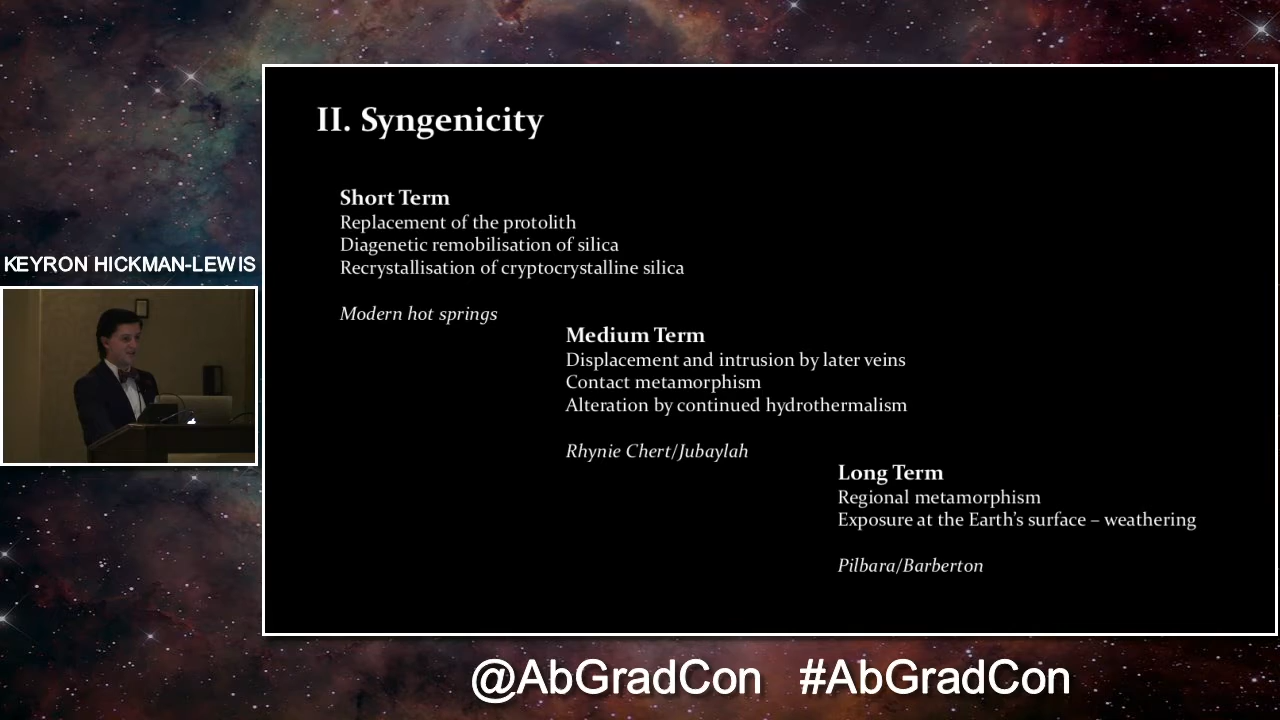 II. Syngenicity
Short Term
Replacement of the protolith
Diagenetic remobilisation of silica
Recrystallisation of cryptocrystalline silica
Modern hot springs
Medium Term
Displacement and intrusion by later veins
Contact metamorphism
Alteration by continued hydrothermalism
Rhynie Chert/Jubaylah
Long Term
Regional metamorphism
Exposure at the Earth's surface – weathering
Pilbara/Barberton
KEYRON HICKMAN-LEWIS
@AbGradCon #AbGradCon